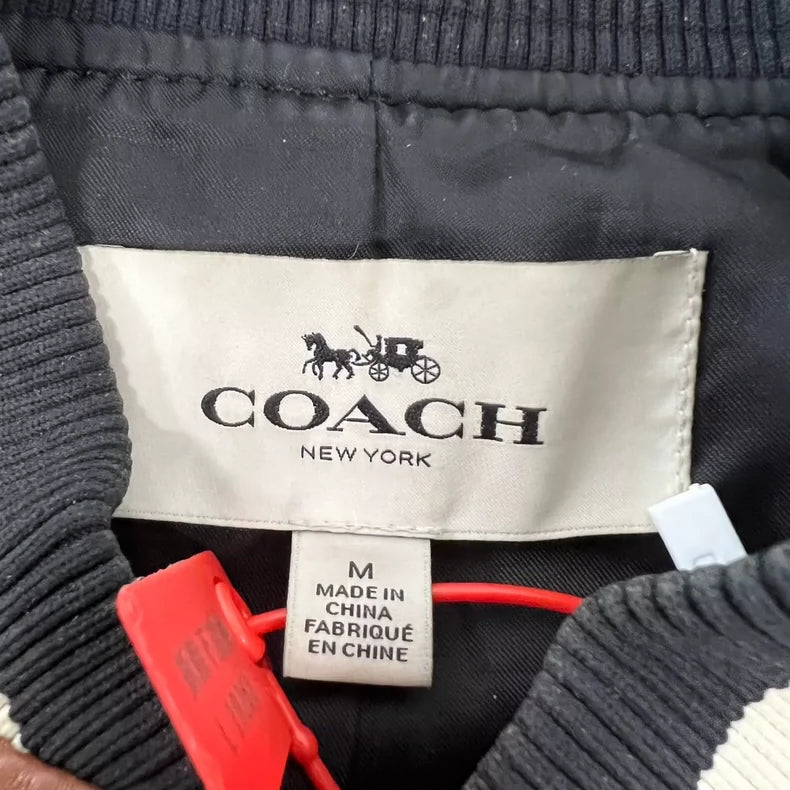 COACH
NEW YORK
M
MADE IN
CHINA
FABRIQUÉ
EN CHINE